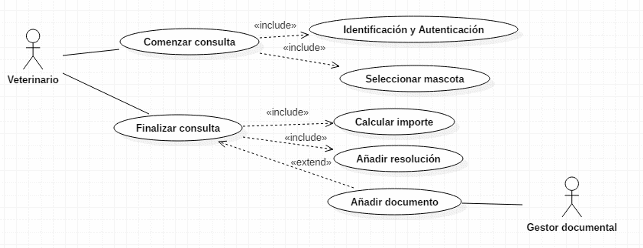 «include»
Identificación y Autenticación
Comenzar consulta
«include»
Veterinario
Seleccionar mascota
«include»
Calcular importe
Finalizar consulta
«include»
Añadir resolución
«extend»
Añadir documento
Gestor documental